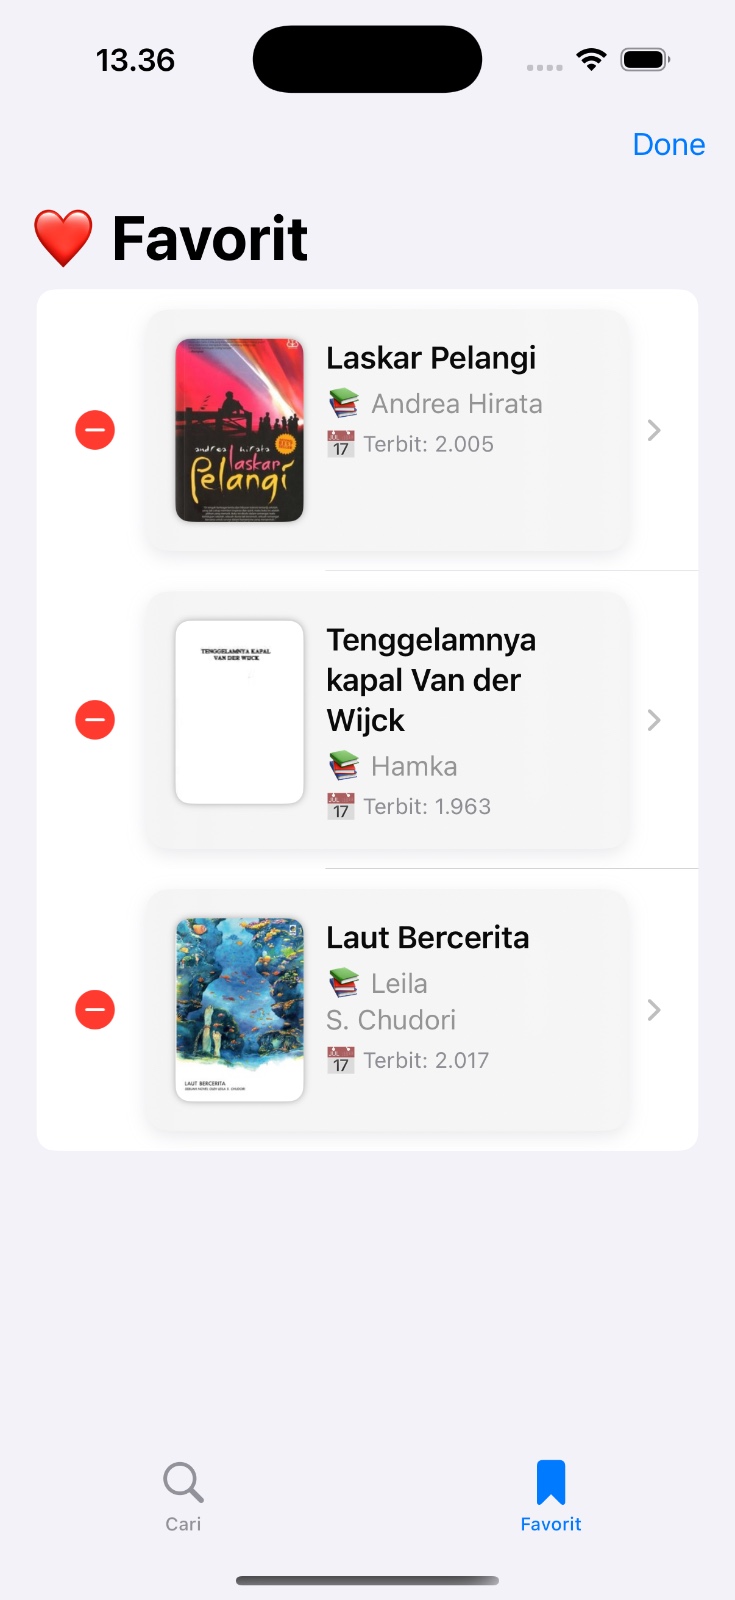 13.36
Done
❤️ Favorit
Laskar Pelangi
📚 Andrea Hirata
📅 Terbit: 2.005
andrea hirata
laskar
Pelangi
Tenggelamnya
kapal Van der
Wijck
📚 Hamka
📅 Terbit: 1.963
TENGGELAMNYA KAPAL
VAN DER WIJCK
Laut Bercerita
📚 Leila
S. Chudori
📅 Terbit: 2.017
LAUT BERCERITA
Cari
Favorit